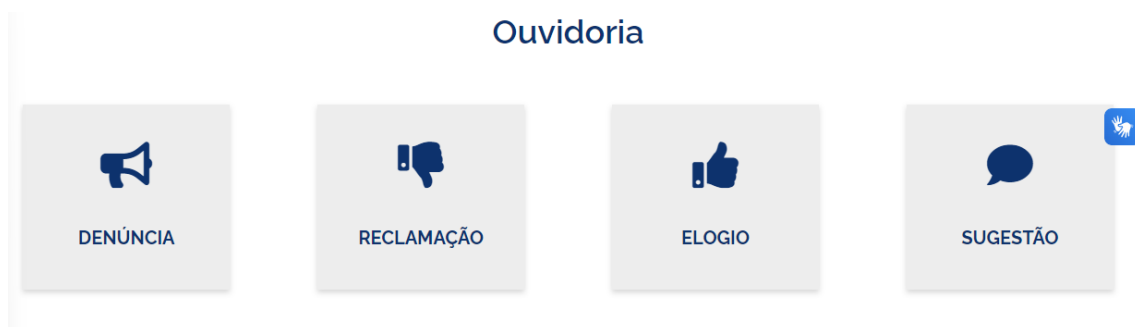 Ouvidoria
DENÚNCIA
RECLAMAÇÃO
ELOGIO
SUGESTÃO